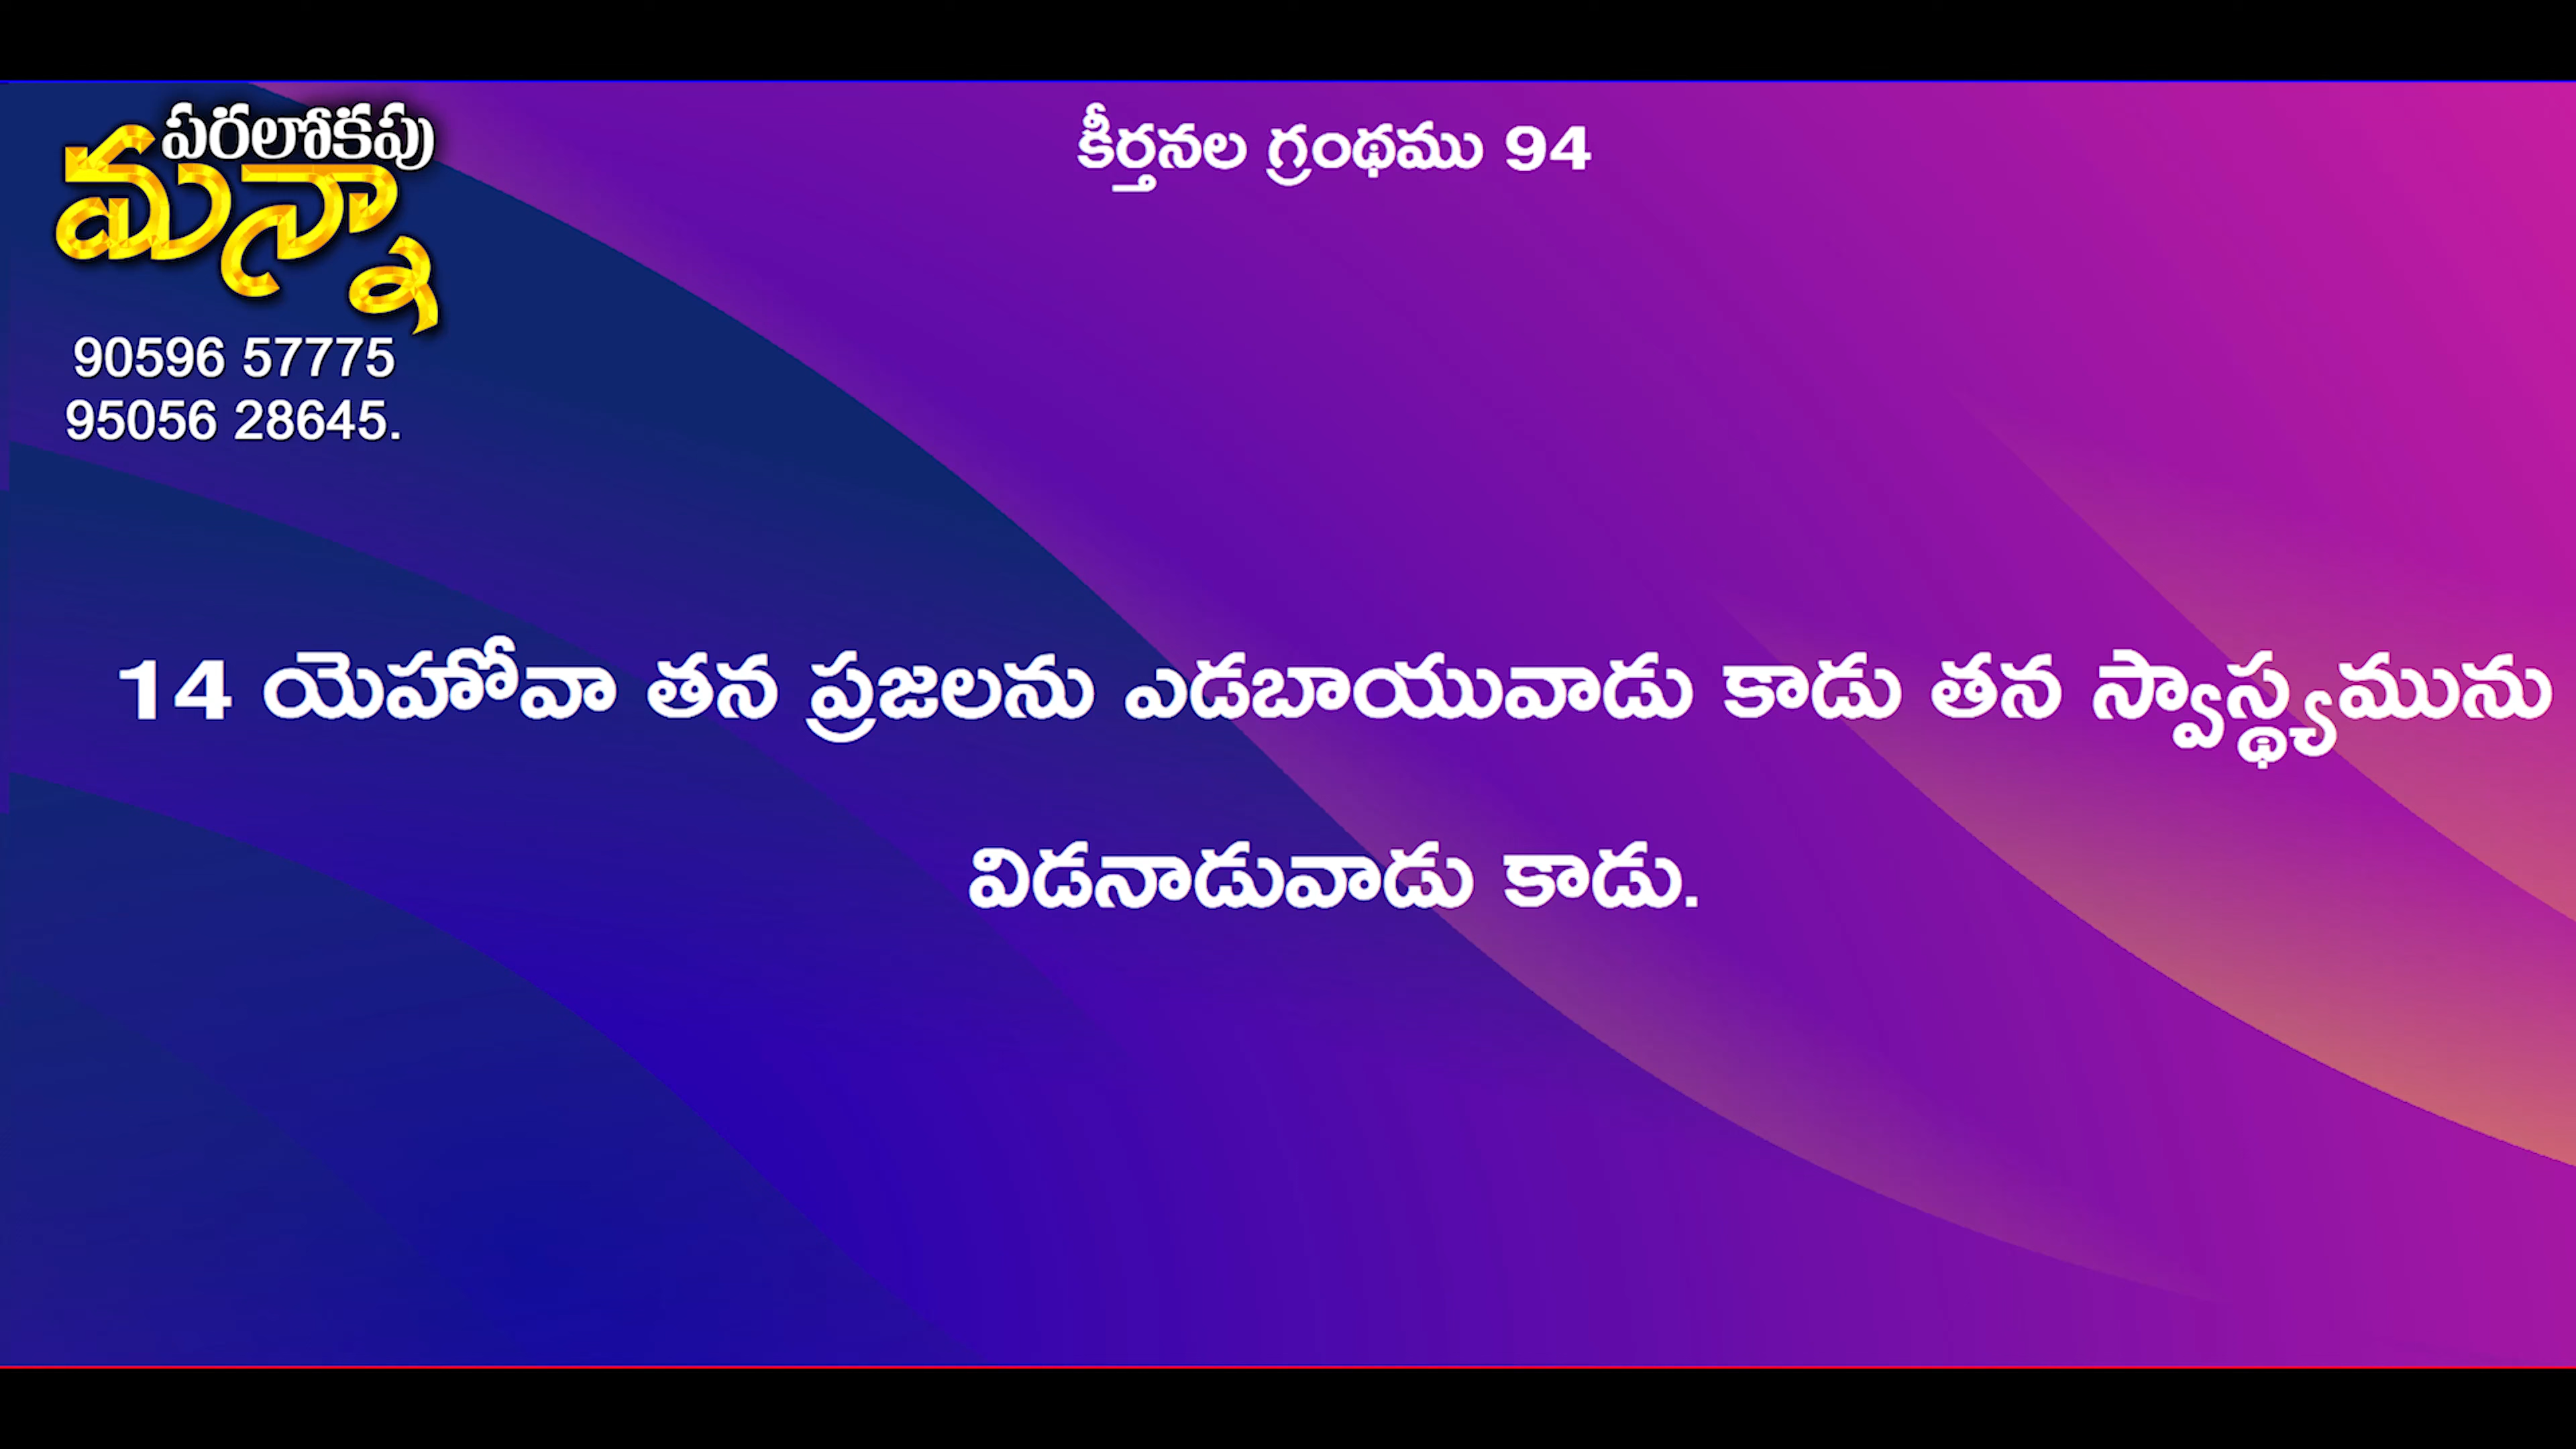 పరలోకపు
మన్నా
90596 57775
95056 28645.
కీర్తనల గ్రంథము 94
14 యెహోవా తన ప్రజలను ఎడబాయువాడు కాడు తన స్వాస్థ్యమును
విడనాడువాడు కాడు.